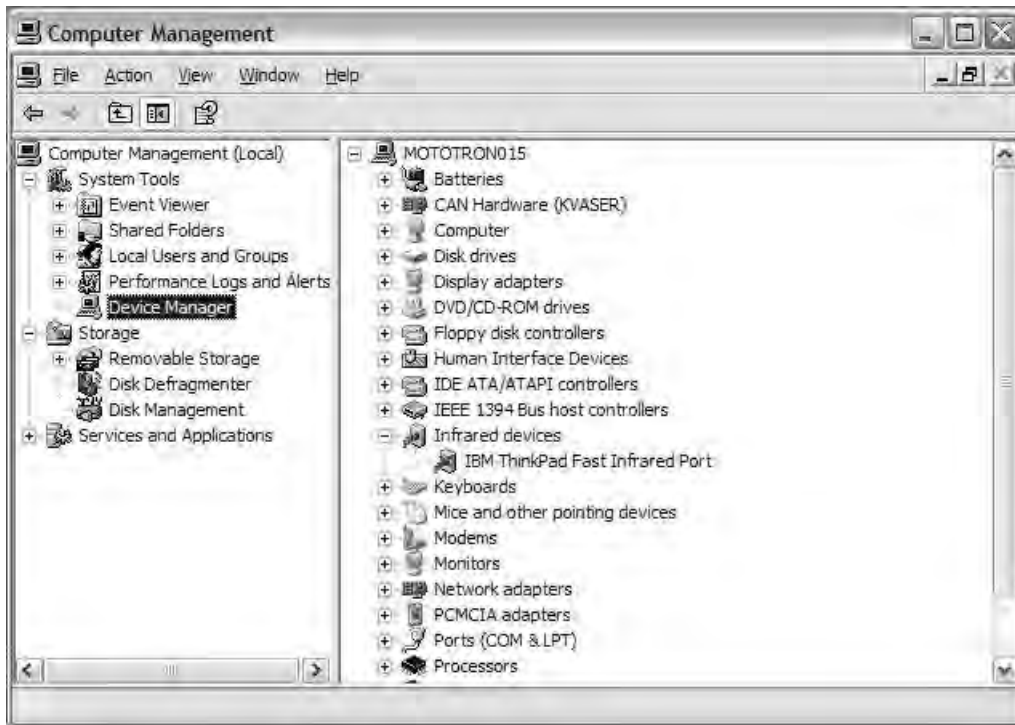 Computer Management
File Action View Window Help
Computer Management (Local)
System Tools
Event Viewer
Shared Folders
Local Users and Groups
Performance Logs and Alerts
Device Manager
Storage
Removable Storage
Disk Defragmenter
Disk Management
Services and Applications
MOTOTRON015
Batteries
CAN Hardware (KVASER)
Computer
Disk drives
Display adapters
DVD/CD-ROM drives
Floppy disk controllers
Human Interface Devices
IDE ATA/ATAPI controllers
IEEE 1394 Bus host controllers
Infrared devices
IBM ThinkPad Fast Infrared Port
Keyboards
Mice and other pointing devices
Modems
Monitors
Network adapters
PCMCIA adapters
Ports (COM & LPT)
Processors